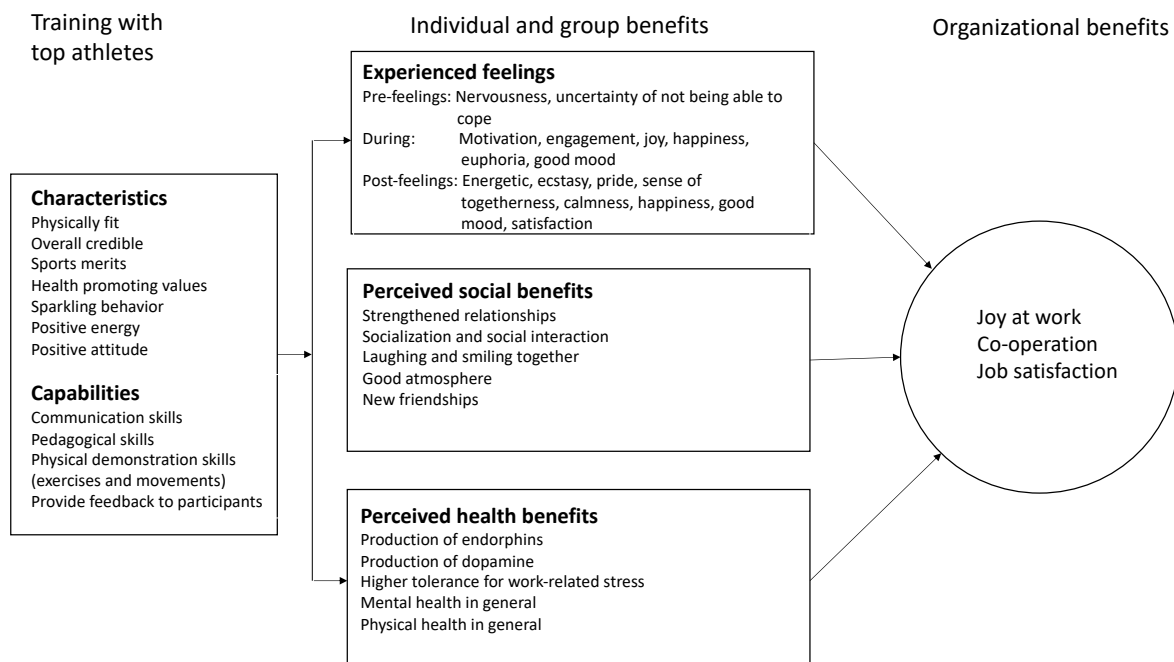 Training with
top athletes
Individual and group benefits
Organizational benefits
Characteristics
Physically fit
Overall credible
Sports merits
Health promoting values
Sparkling behavior
Positive energy
Positive attitude
Capabilities
Communication skills
Pedagogical skills
Physical demonstration skills
(exercises and movements)
Provide feedback to participants
Experienced feelings
Pre-feelings: Nervousness, uncertainty of not being able to
cope
During: Motivation, engagement, joy, happiness,
euphoria, good mood
Post-feelings: Energetic, ecstasy, pride, sense of
togetherness, calmness, happiness, good
mood, satisfaction
Perceived social benefits
Strengthened relationships
Socialization and social interaction
Laughing and smiling together
Good atmosphere
New friendships
Perceived health benefits
Production of endorphins
Production of dopamine
Higher tolerance for work-related stress
Mental health in general
Physical health in general
Joy at work
Co-operation
Job satisfaction